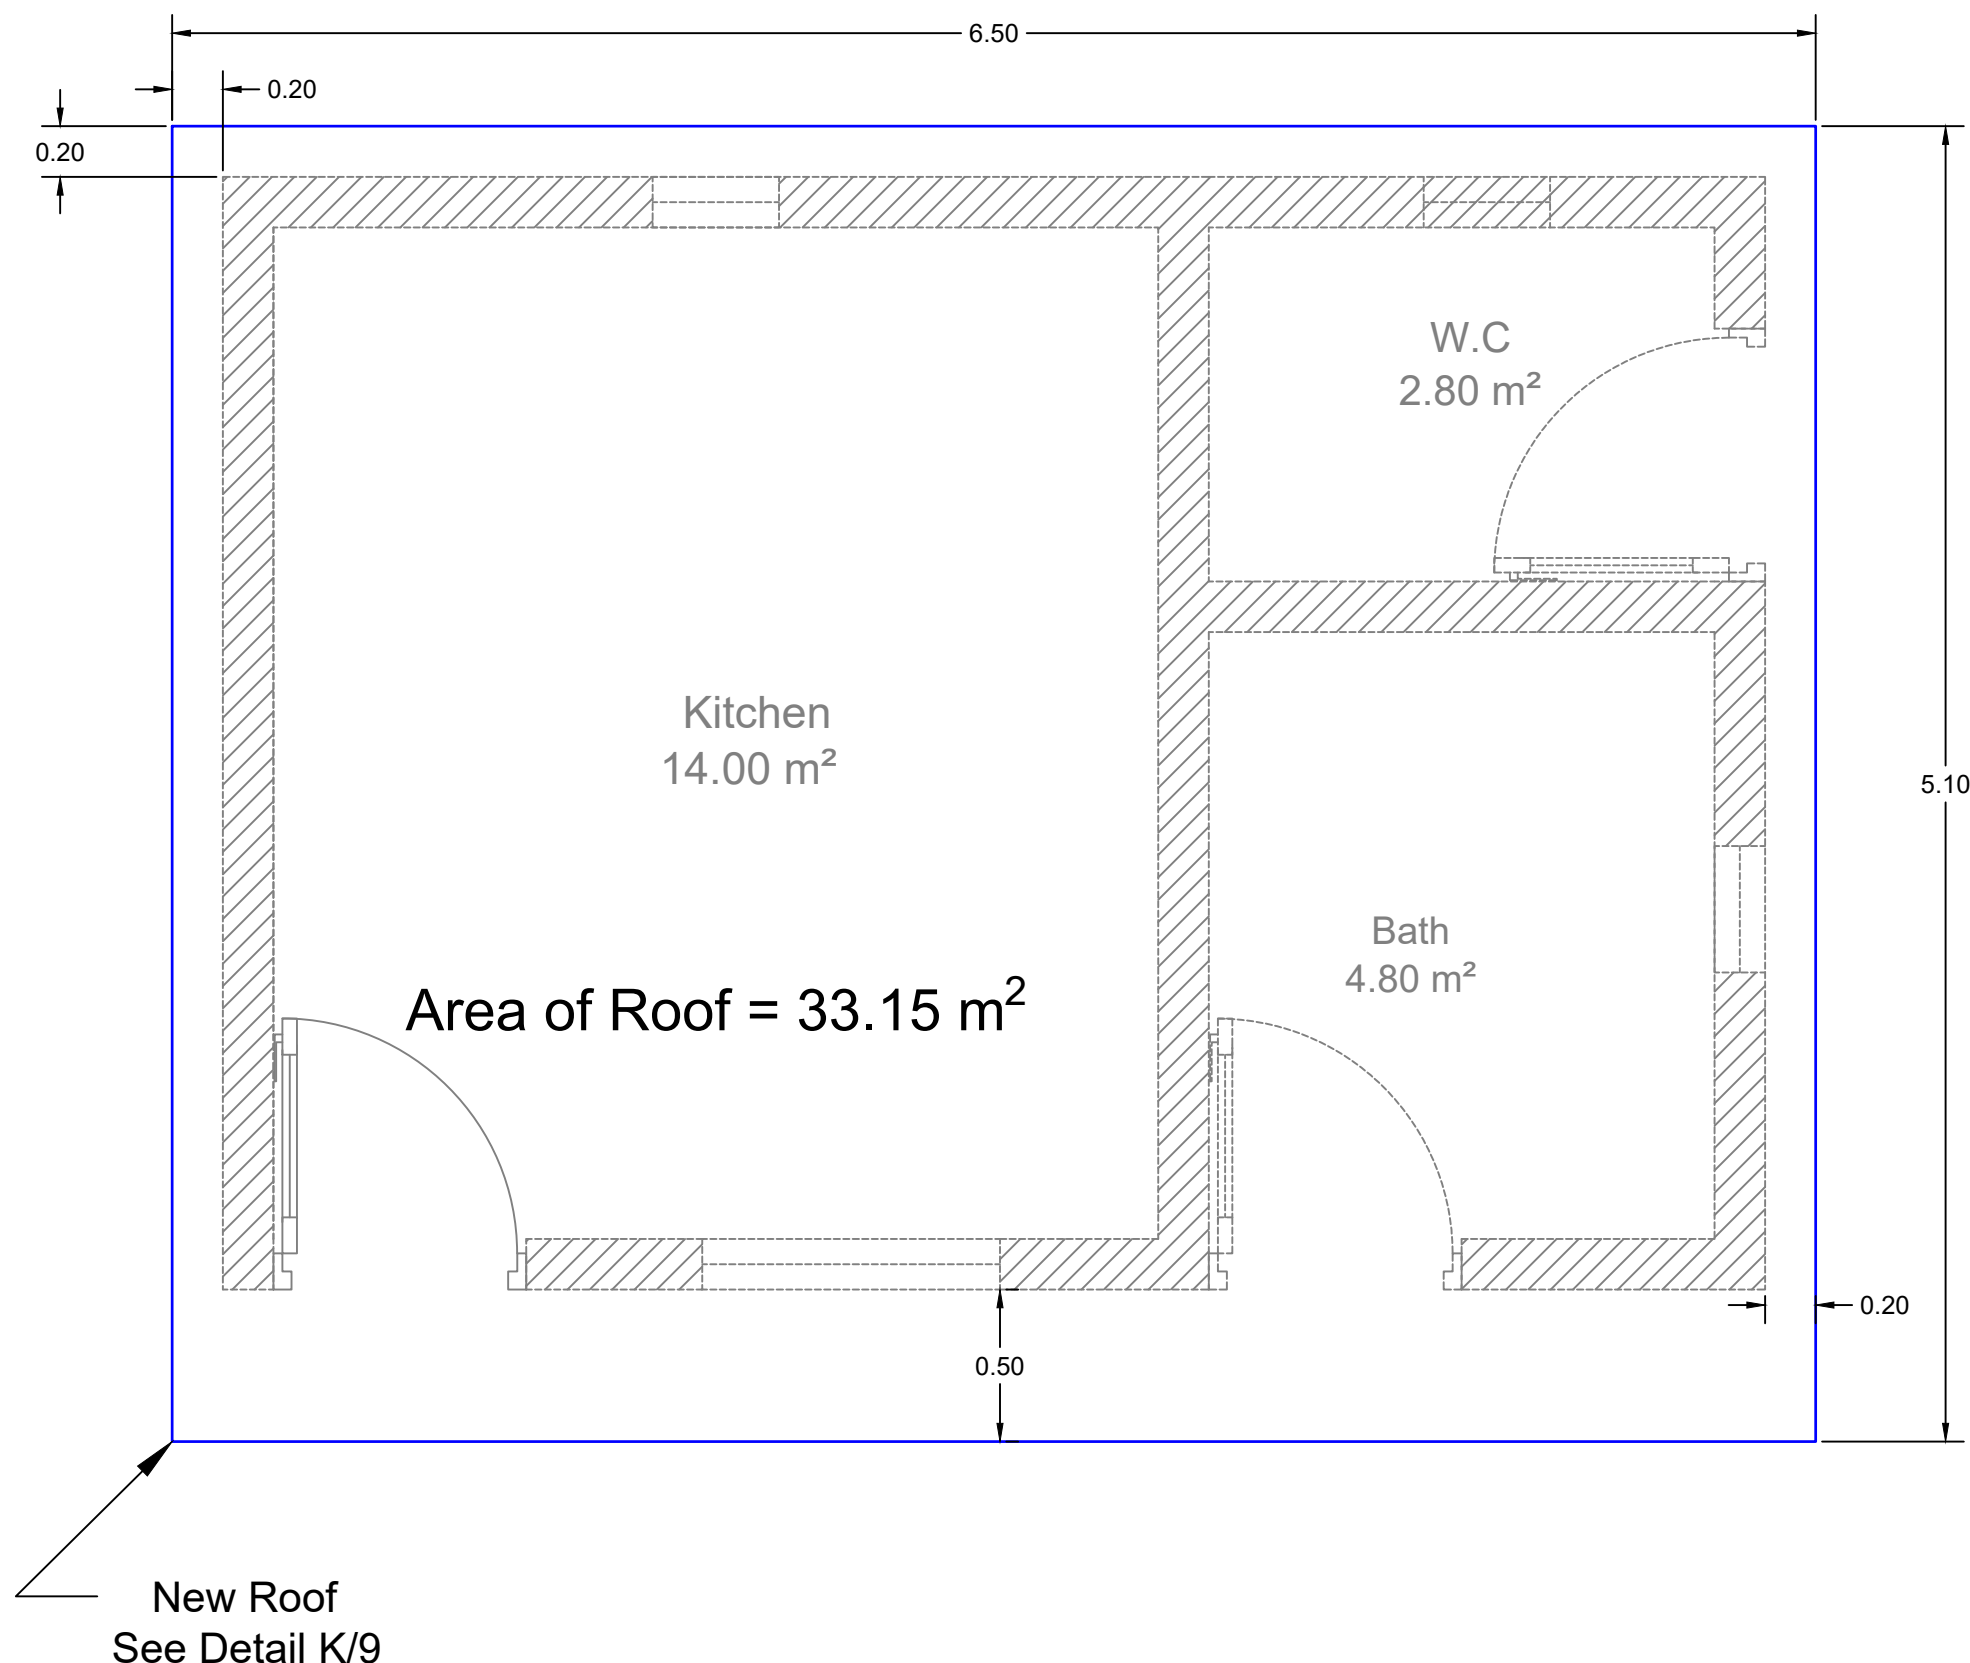 6.50
0.20
0.20
W.C
2.80 m²
Kitchen
14.00 m²
5.10
Bath
4.80 m²
Area of Roof = 33.15 m²
0.20
0.50
New Roof
See Detail K/9